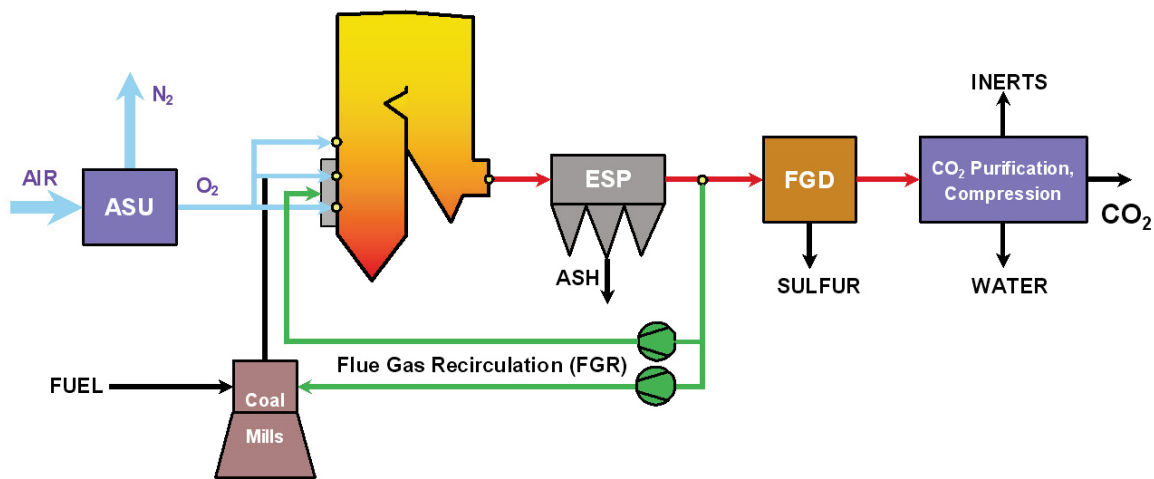 N₂
AIR
ASU
O₂
ESP
ASH
FGD
SULFUR
INERTS
CO₂ Purification,
Compression
CO₂
WATER
Flue Gas Recirculation (FGR)
FUEL
Coal
Mills